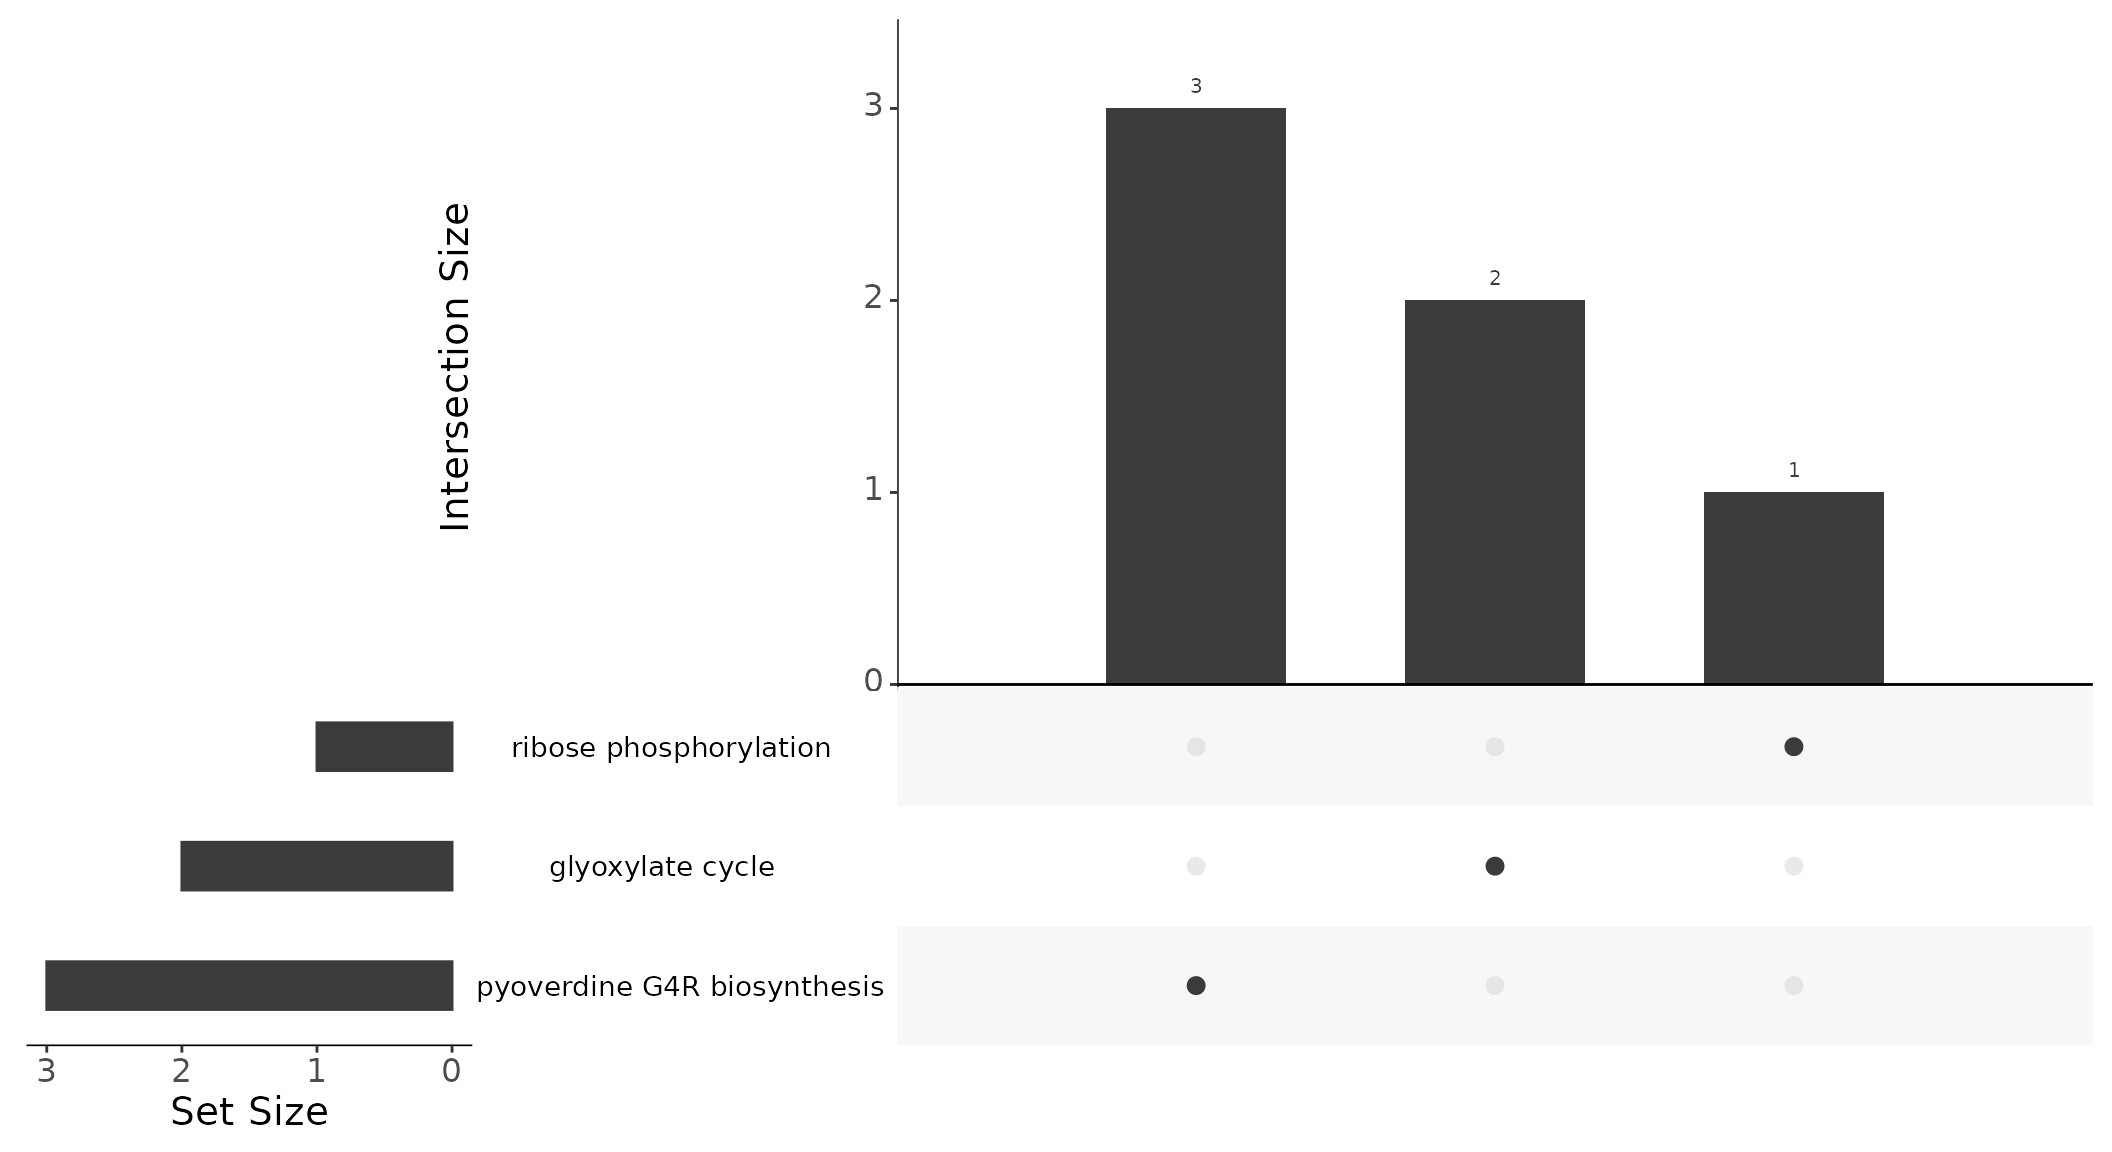 3
3
2
2
1
1
0
Intersection Size
ribose phosphorylation
glyoxylate cycle
pyoverdine G4R biosynthesis
3 2 1 0
Set Size